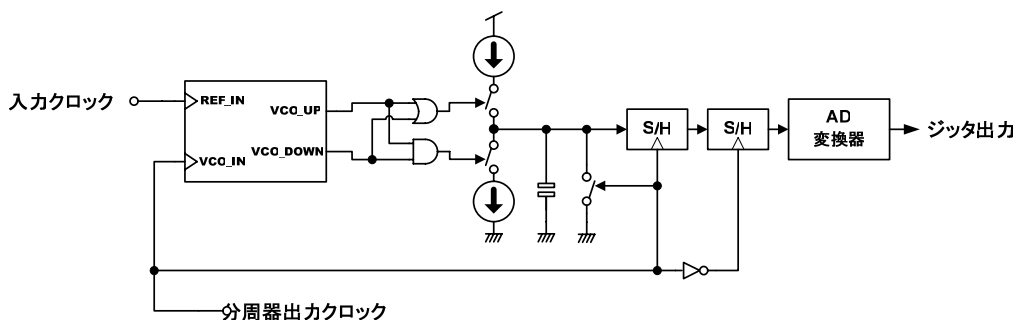 入力クロック
REF_IN
VCO_UP
VCO_IN
VCO_DOWN
S/H
S/H
AD
変換器
ジッタ出力
分周器出力クロック